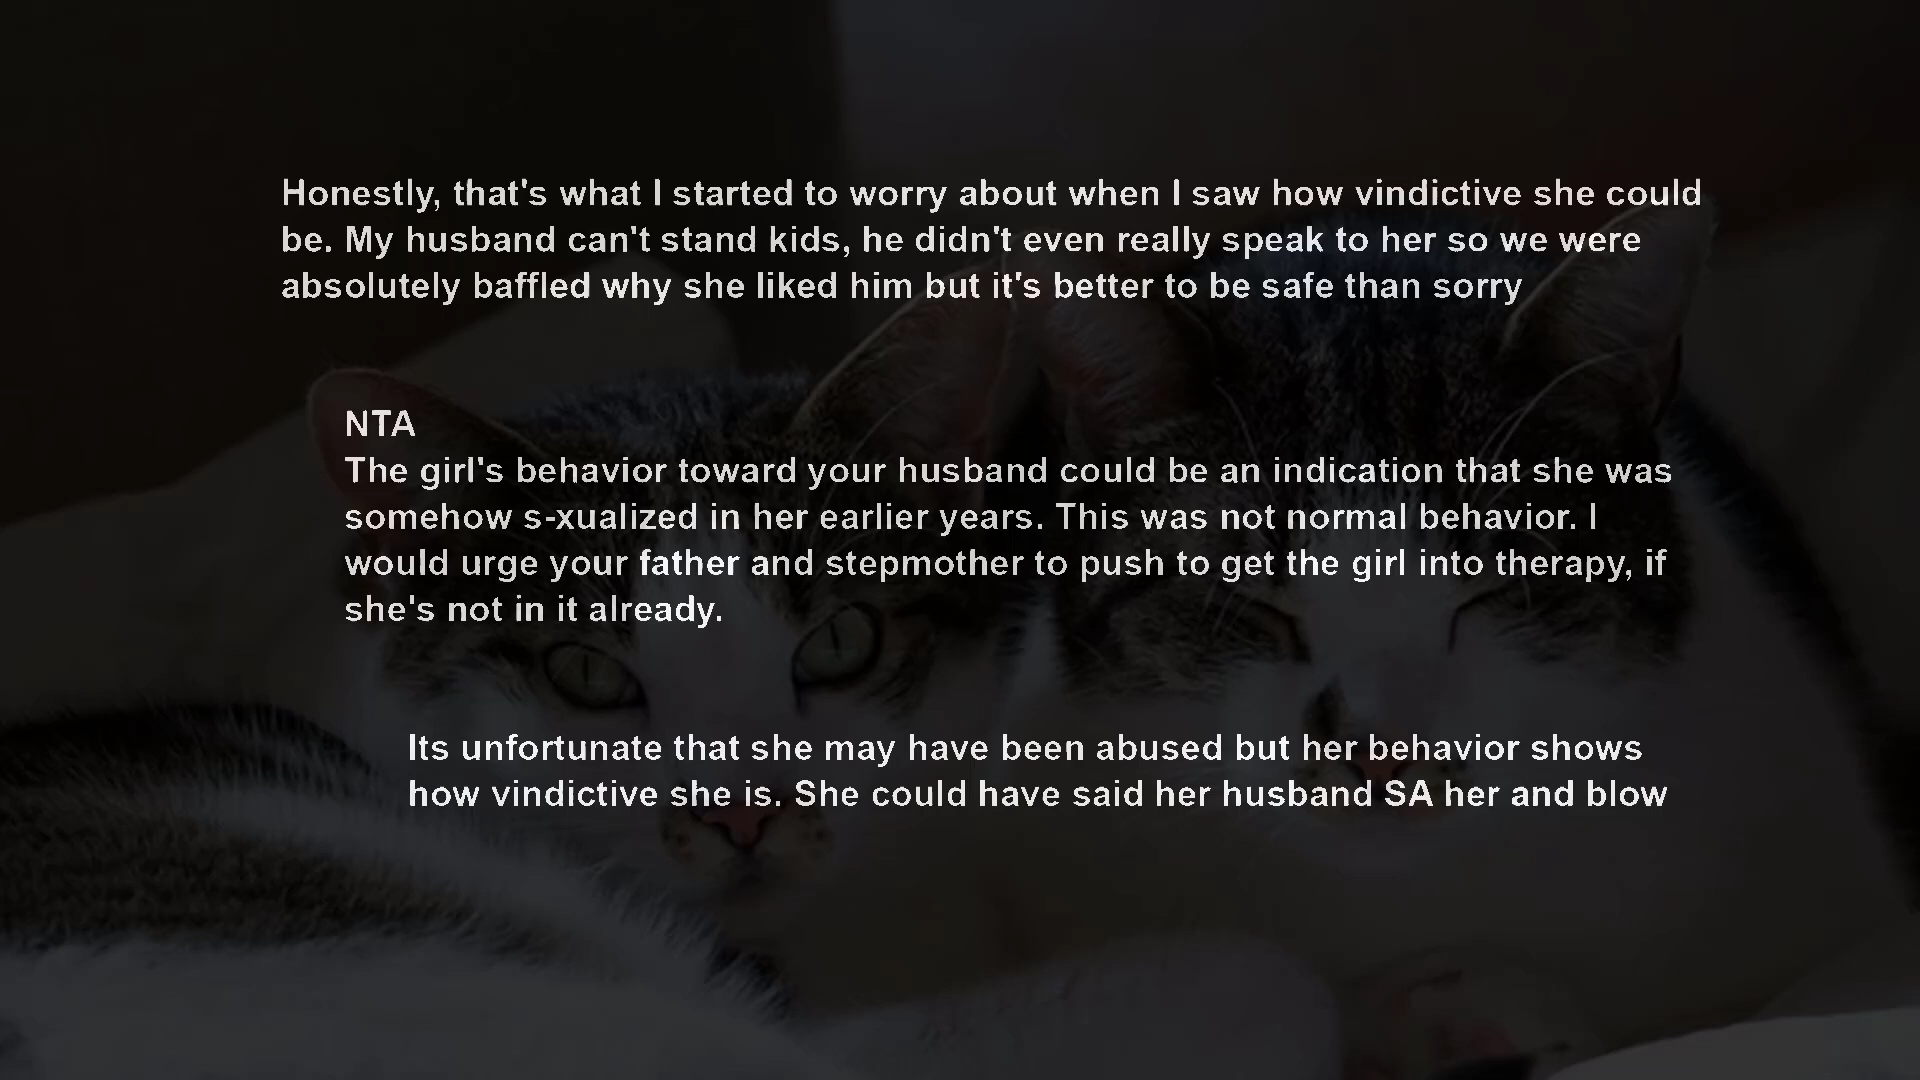 Honestly, that's what I started to worry about when I saw how vindictive she could
be. My husband can't stand kids, he didn't even really speak to her so we were
absolutely baffled why she liked him but it's better to be safe than sorry
NTA
The girl's behavior toward your husband could be an indication that she was
somehow s-xualized in her earlier years. This was not normal behavior. I
would urge your father and stepmother to push to get the girl into therapy, if
she's not in it already.
Its unfortunate that she may have been abused but her behavior shows
how vindictive she is. She could have said her husband SA her and blow